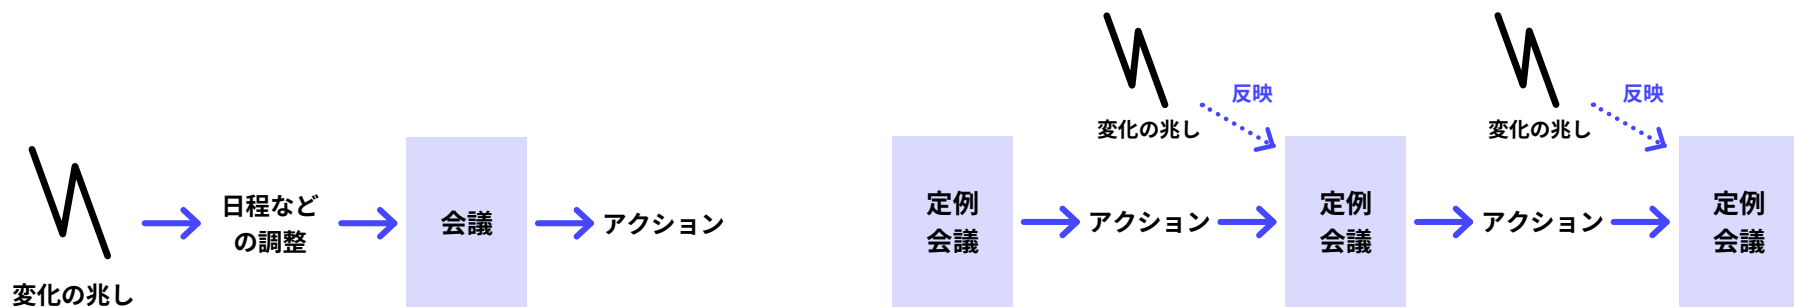 変化の兆し
日程など
の調整
会議
アクション
定例
会議
アクション
変化の兆し
反映
定例
会議
アクション
変化の兆し
反映
定例
会議